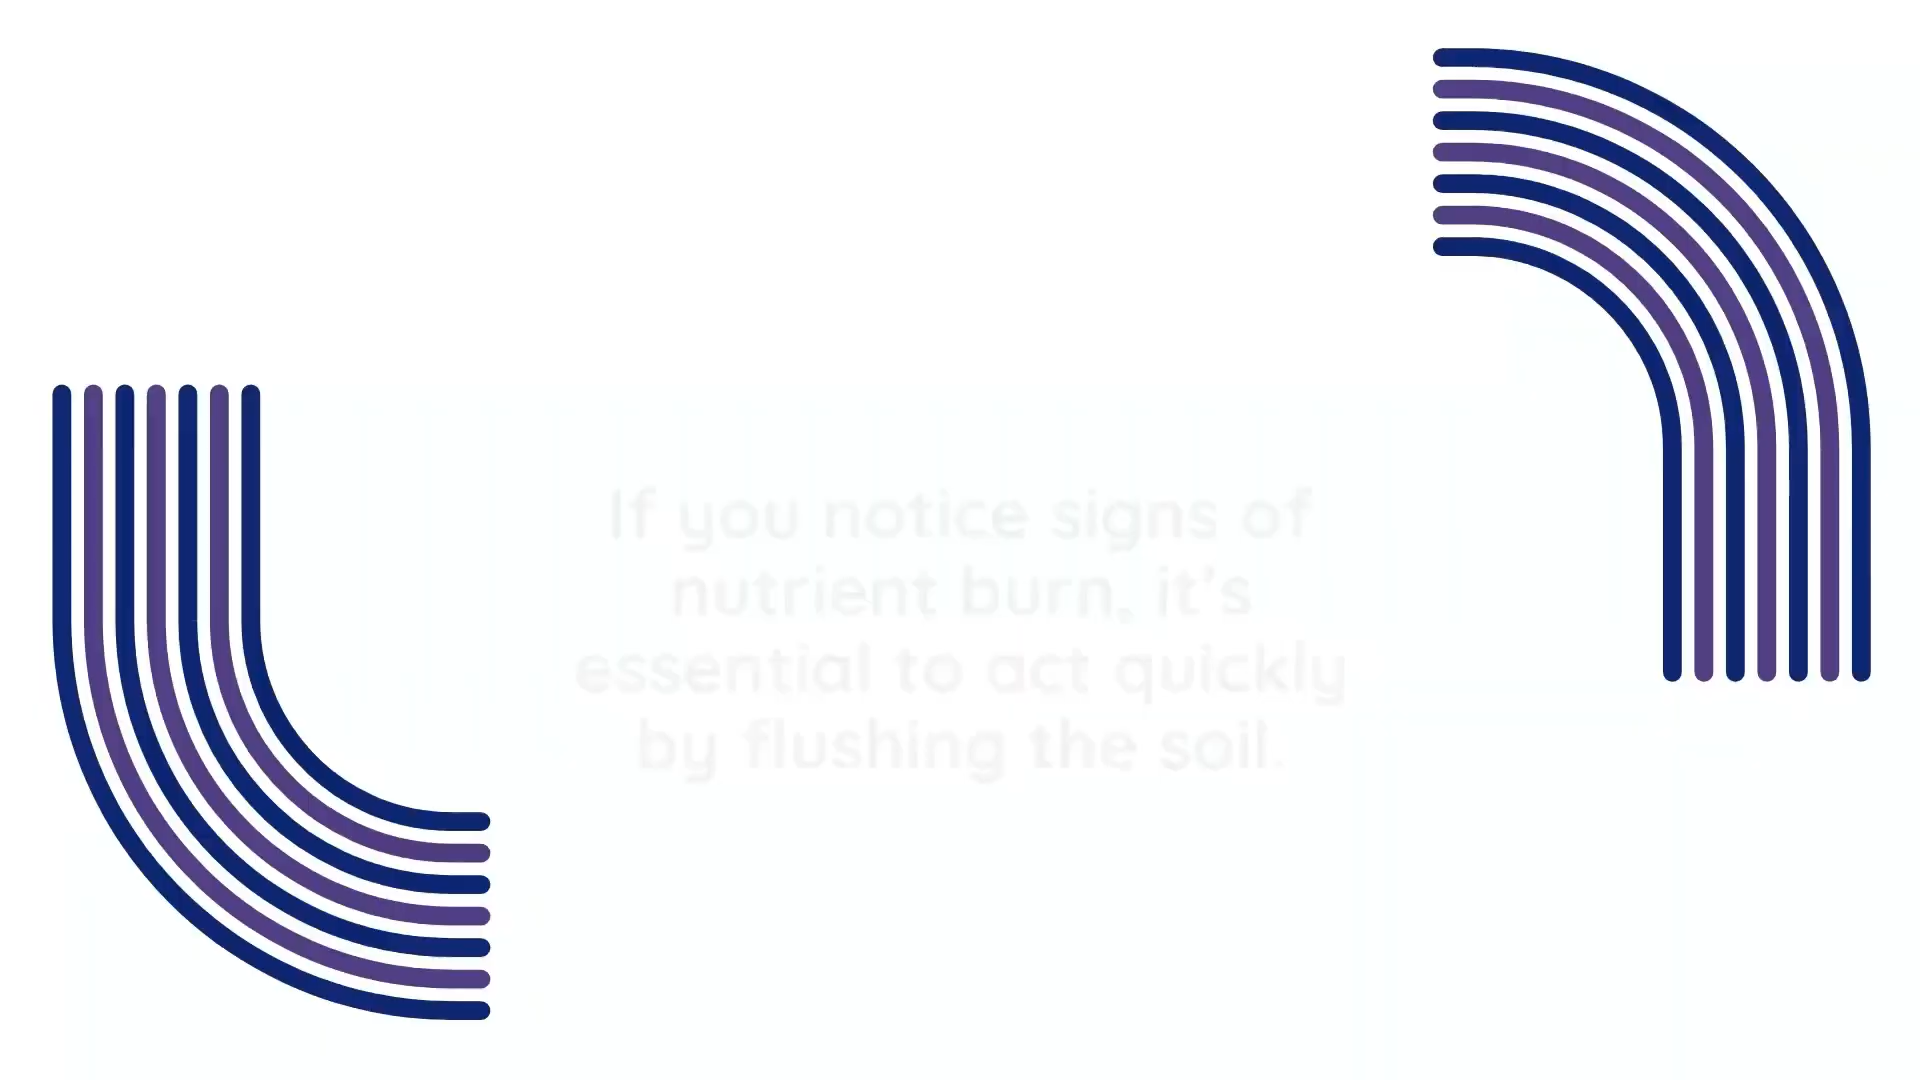 If you notice signs of
nutrient burn, it’s
essential to act quickly
by flushing the soil.